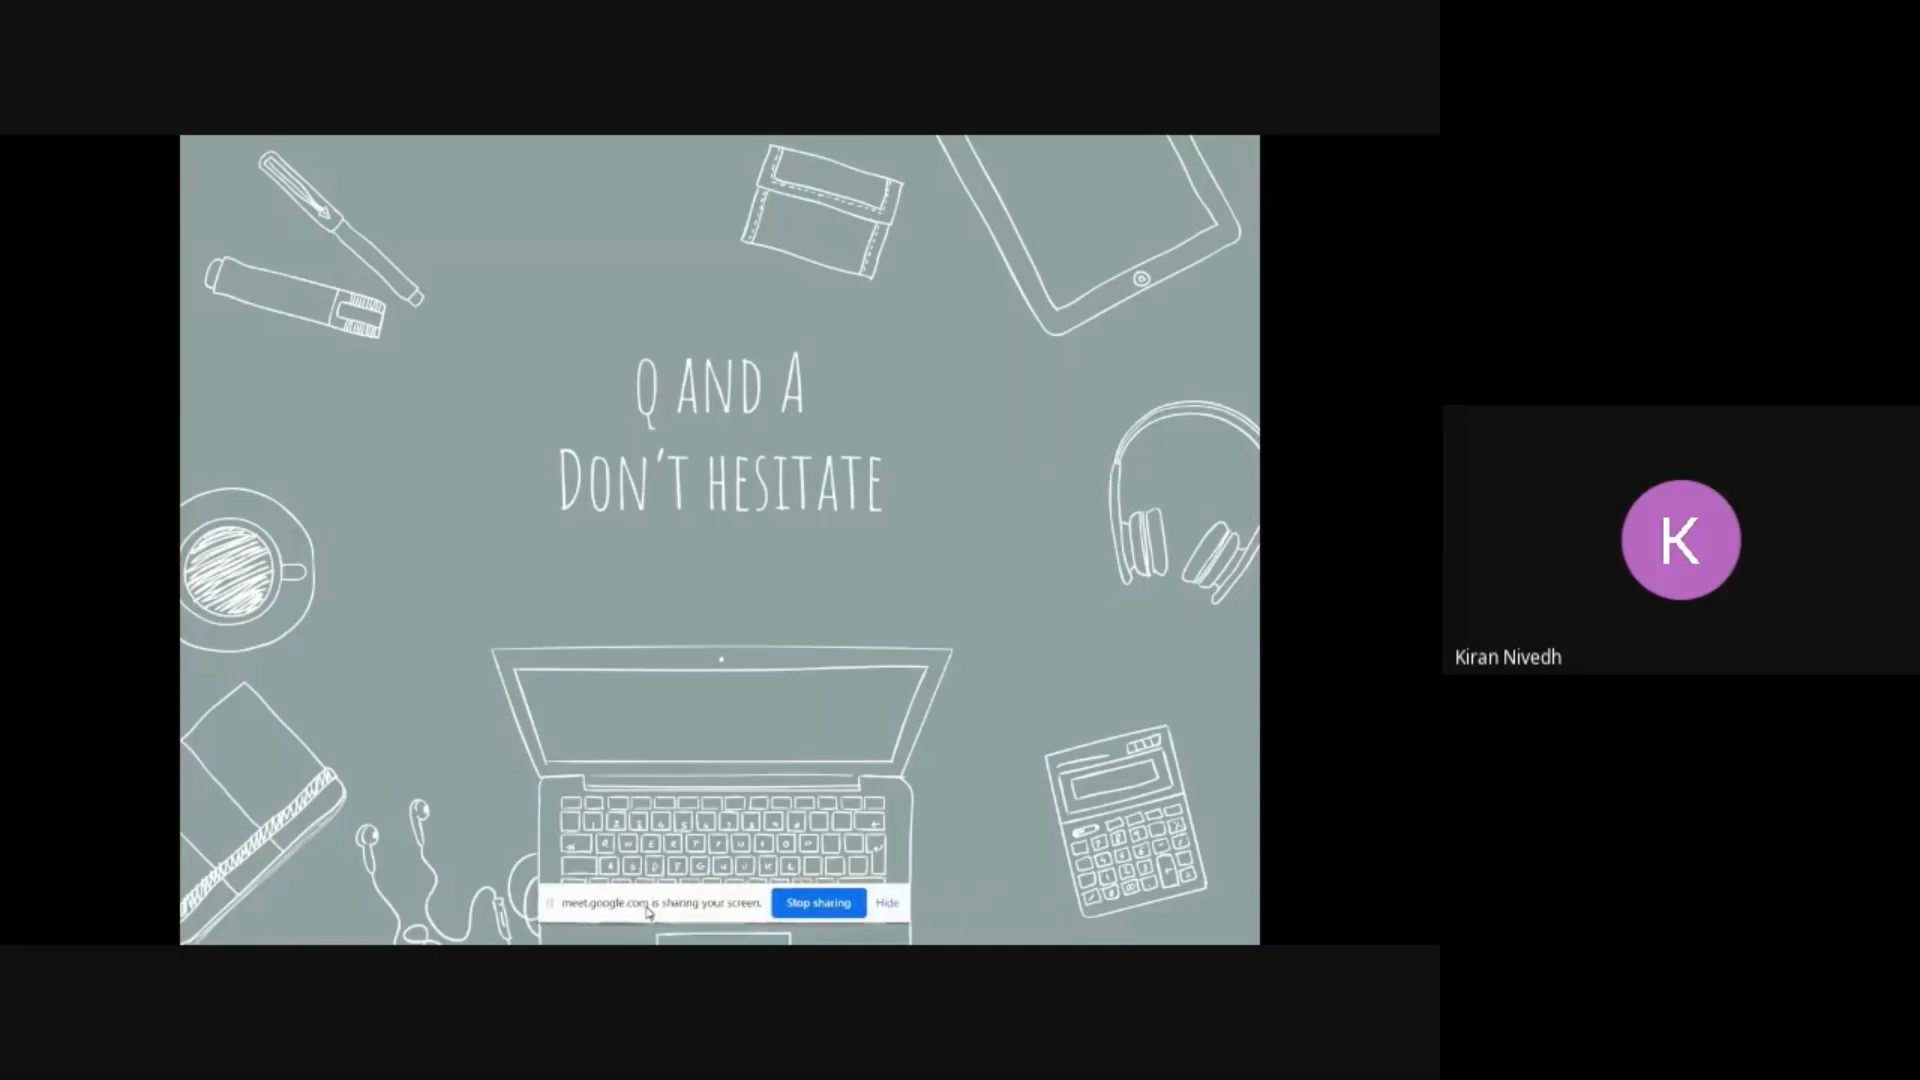 Q AND A
DON'T HESITATE
K
Kiran Nivedh
meet.google.com is sharing your screen.
Stop sharing
Hide